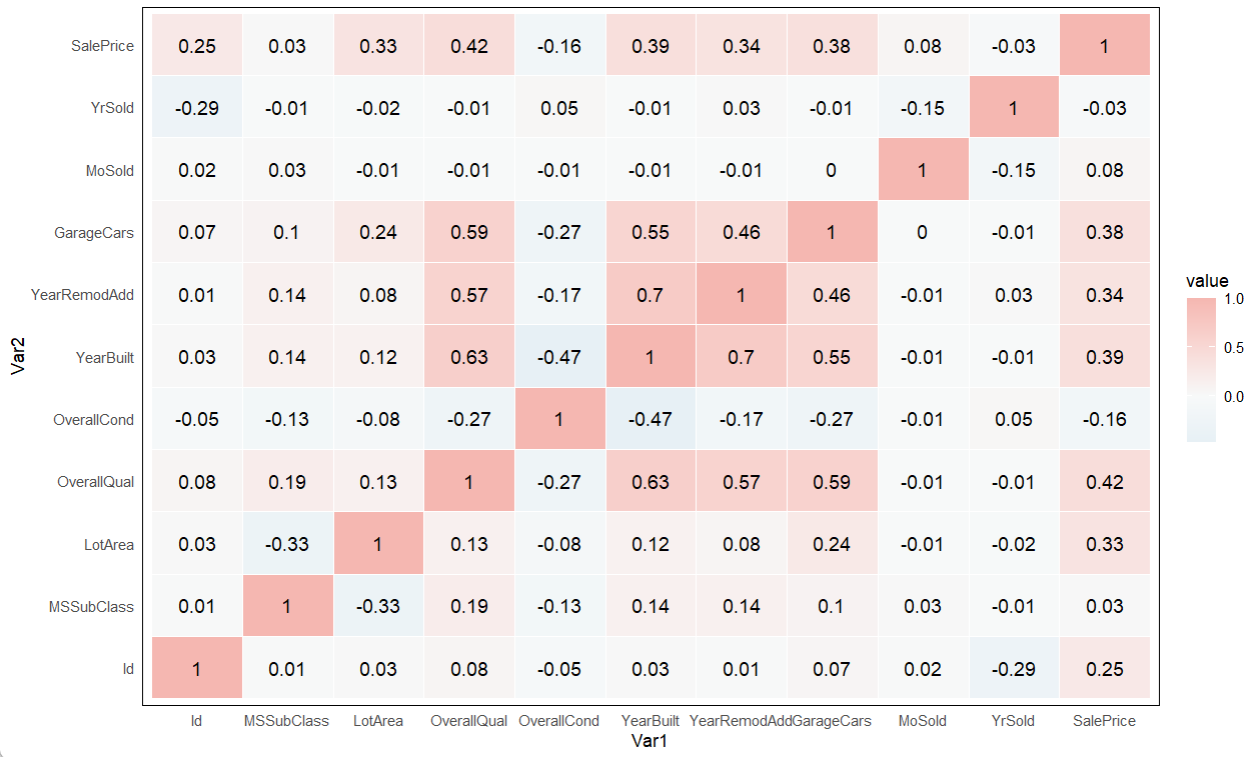 SalePrice 0.25 0.03 0.33 0.42 -0.16 0.39 0.34 0.38 0.08 -0.03 1
YrSold -0.29 -0.01 -0.02 -0.01 0.05 -0.01 0.03 -0.01 -0.15 1 -0.03
MoSold 0.02 0.03 -0.01 -0.01 -0.01 -0.01 -0.01 0 1 -0.15 0.08
GarageCars 0.07 0.1 0.24 0.59 -0.27 0.55 0.46 1 0 -0.01 0.38
YearRemodAdd 0.01 0.14 0.08 0.57 -0.17 0.7 1 0.46 -0.01 0.03 0.34
YearBuilt 0.03 0.14 0.12 0.63 -0.47 1 0.7 0.55 -0.01 -0.01 0.39
OverallCond -0.05 -0.13 -0.08 -0.27 1 -0.47 -0.17 -0.27 -0.01 0.05 -0.16
OverallQual 0.08 0.19 0.13 1 -0.27 0.63 0.57 0.59 -0.01 -0.01 0.42
LotArea 0.03 -0.33 1 0.13 -0.08 0.12 0.08 0.24 -0.01 -0.02 0.33
MSSubClass 0.01 1 -0.33 0.19 -0.13 0.14 0.14 0.1 0.03 -0.01 0.03
Id 1 0.01 0.03 0.08 -0.05 0.03 0.01 0.07 0.02 -0.29 0.25
Id MSSubClass LotArea OverallQual OverallCond YearBuilt YearRemodAdd GarageCars MoSold YrSold SalePrice
Var1
Var2
value
1.0
0.5
0.0